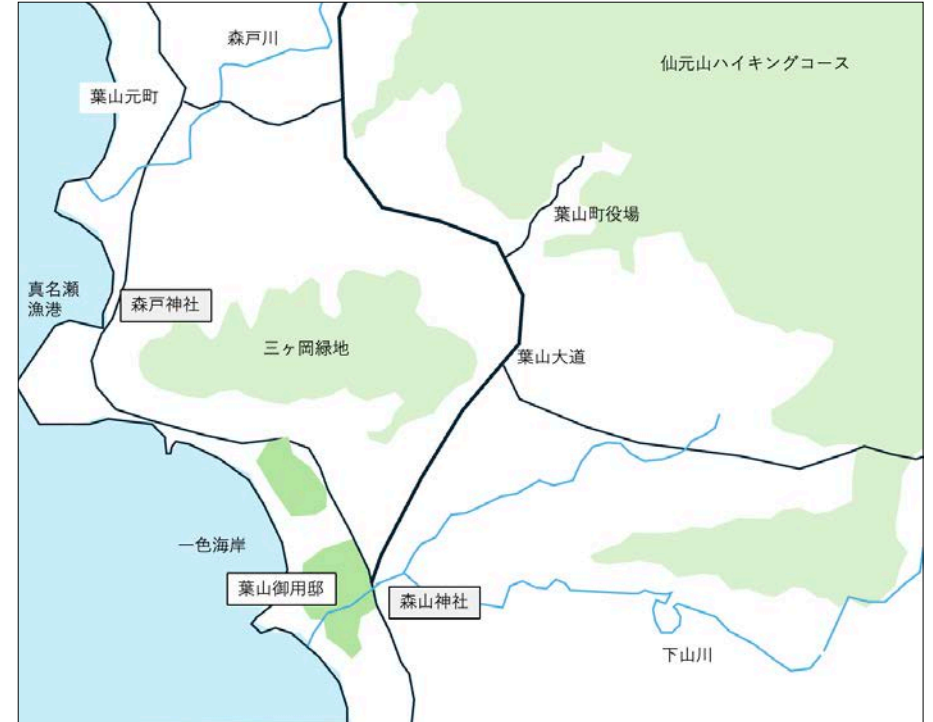 森戸川
仙元山ハイキングコース
葉山元町
葉山町役場
真名瀬
漁港
森戸神社
三ヶ岡緑地
葉山大道
一色海岸
葉山御用邸
森山神社
下山川